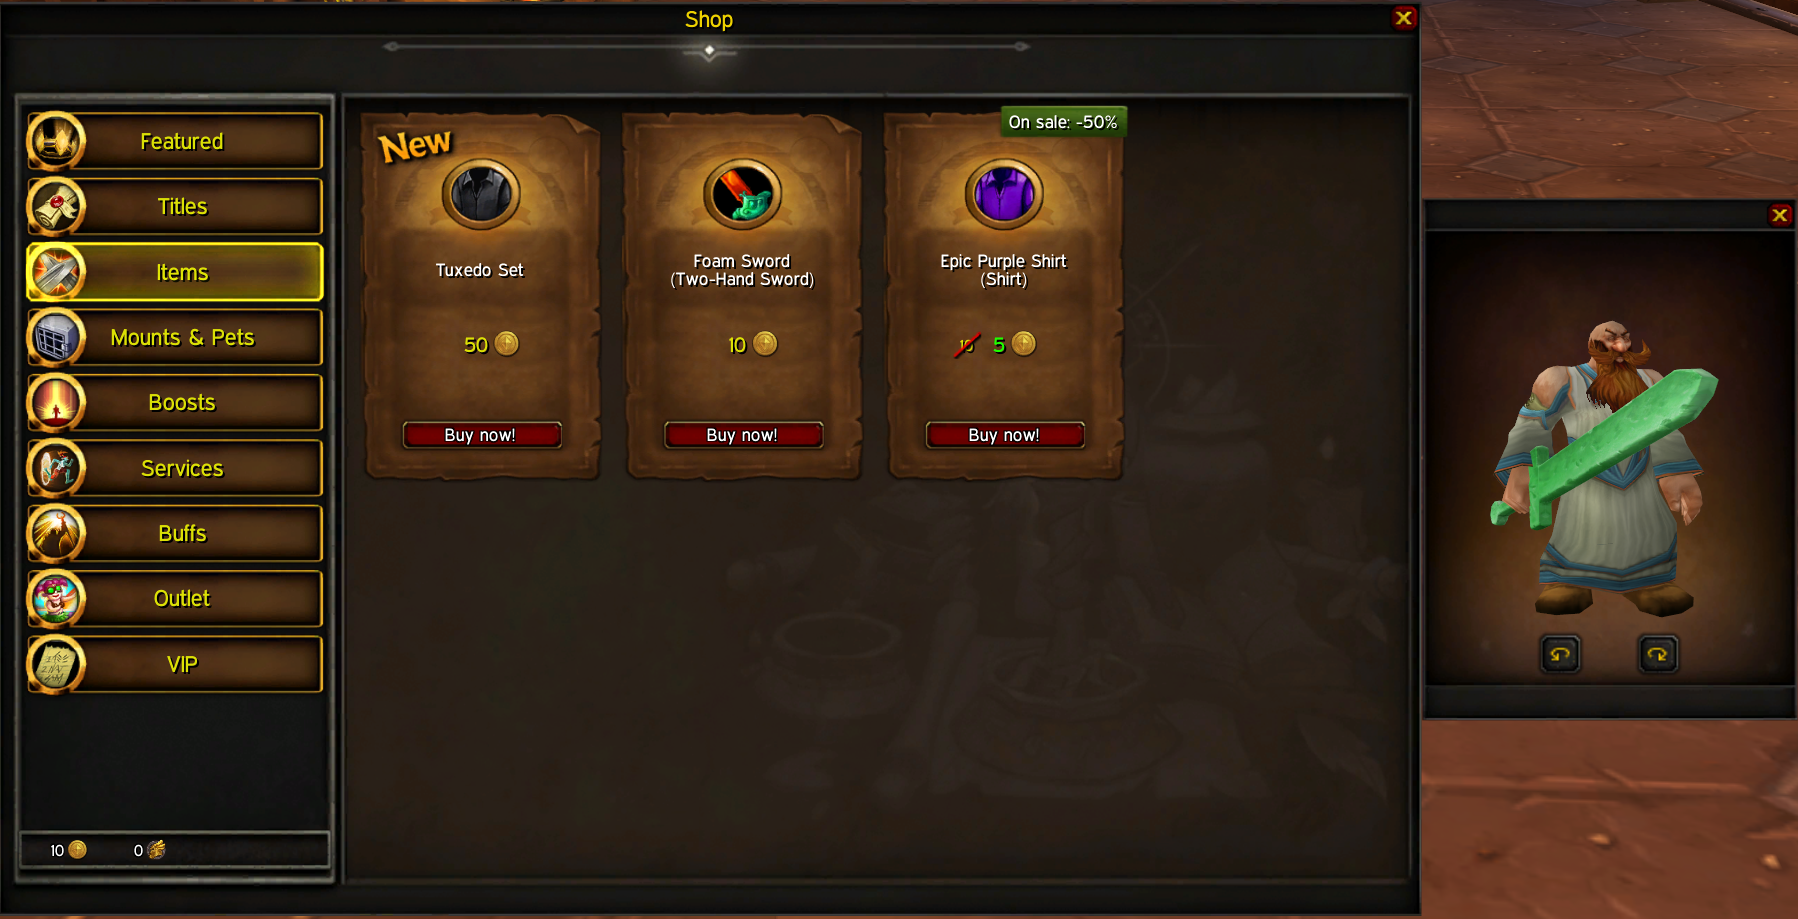 Shop
Featured
Titles
Items
Mounts & Pets
Boosts
Services
Buffs
Outlet
VIP
10
0
New
Tuxedo Set
50
Buy now!
Foam Sword
(Two-Hand Sword)
10
Buy now!
On sale: -50%
Epic Purple Shirt
(Shirt)
10 5
Buy now!